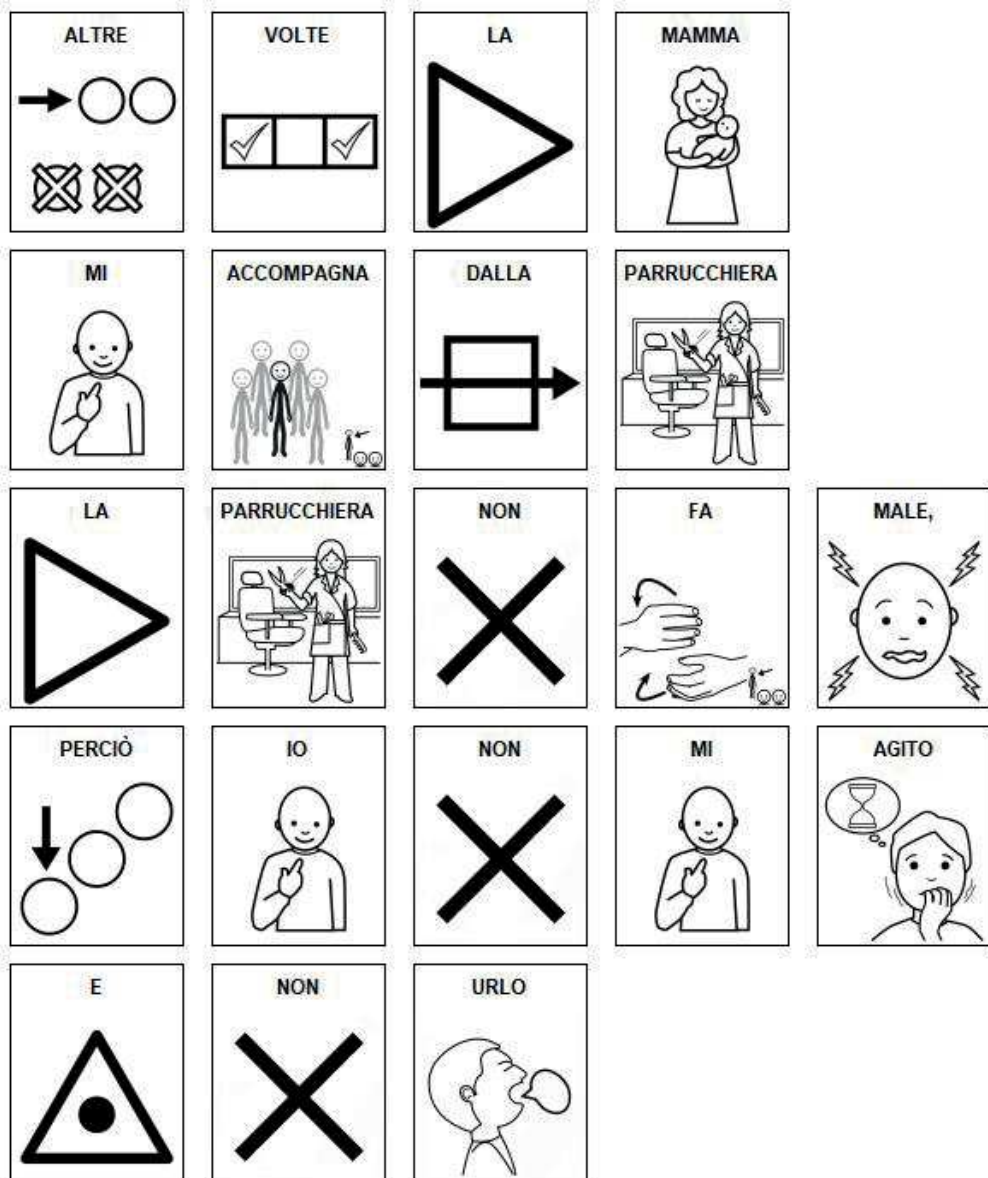 ALTRE VOLTE LA MAMMA
MI ACCOMPAGNA DALLA PARRUCCHIERA
LA PARRUCCHIERA NON FA MALE,
PERCIÒ IO NON MI AGITO
E NON URLO